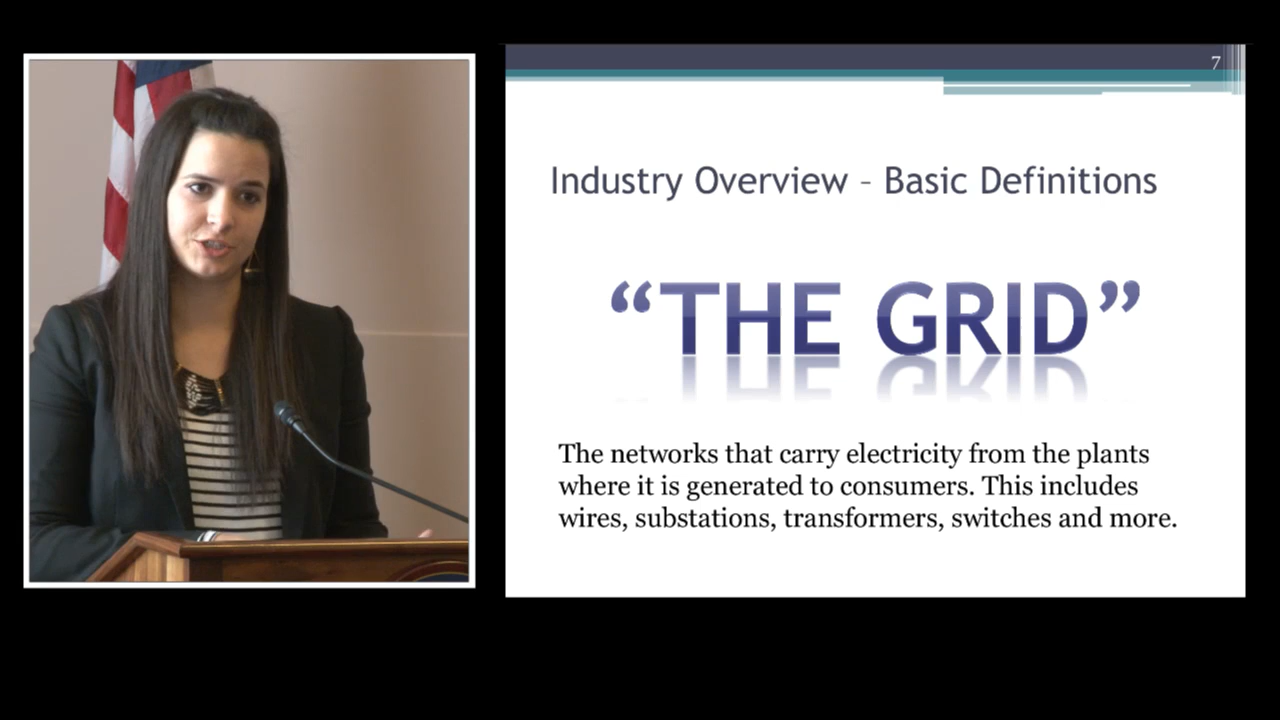 7
Industry Overview – Basic Definitions
“THE GRID”
The networks that carry electricity from the plants
where it is generated to consumers. This includes
wires, substations, transformers, switches and more.